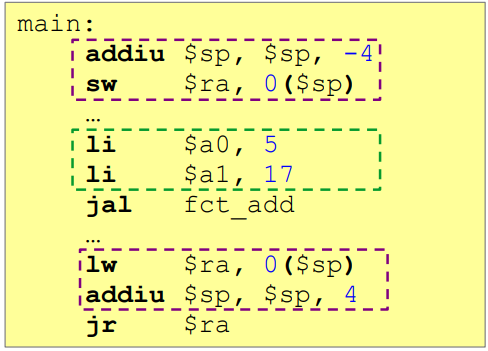 main:
addiu $sp, $sp, -4
sw $ra, 0($sp)
…
li $a0, 5
li $a1, 17
jal fct_add
…
lw $ra, 0($sp)
addiu $sp, $sp, 4
jr $ra